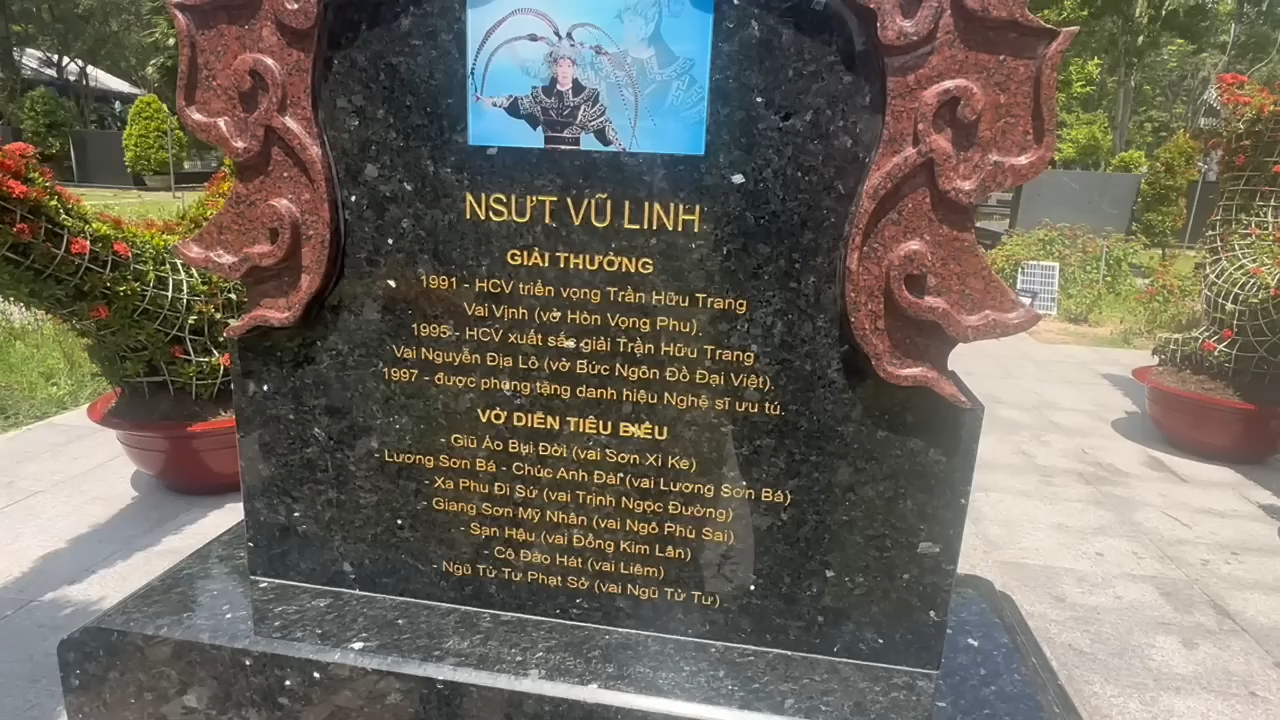 NSƯT VŨ LINH
GIẢI THƯỞNG
1991 - HCV triển vọng Trần Hữu Trang
Vai Vịnh (vở Hòn Vọng Phu).
1995 - HCV xuất sắc giải Trần Hữu Trang
Vai Nguyễn Địa Lô (vở Bức Ngôn Đồ Đại Việt).
1997 - được phong tặng danh hiệu Nghệ sĩ ưu tú.
VỞ DIỄN TIÊU BIỂU
- Giũ Áo Bụi Đời (vai Sơn Xì Ke)
- Lương Sơn Bá - Chúc Anh Đài (vai Lương Sơn Bá)
- Xa Phu Đi Sứ (vai Trịnh Ngọc Đường)
Giang Sơn Mỹ Nhân (vai Ngô Phù Sai)
- Sạn Hậu (vai Đổng Kim Lân)
- Cô Đào Hát (vai Liêm)
- Ngũ Tử Tư Phạt Sở (vai Ngũ Tử Tư)